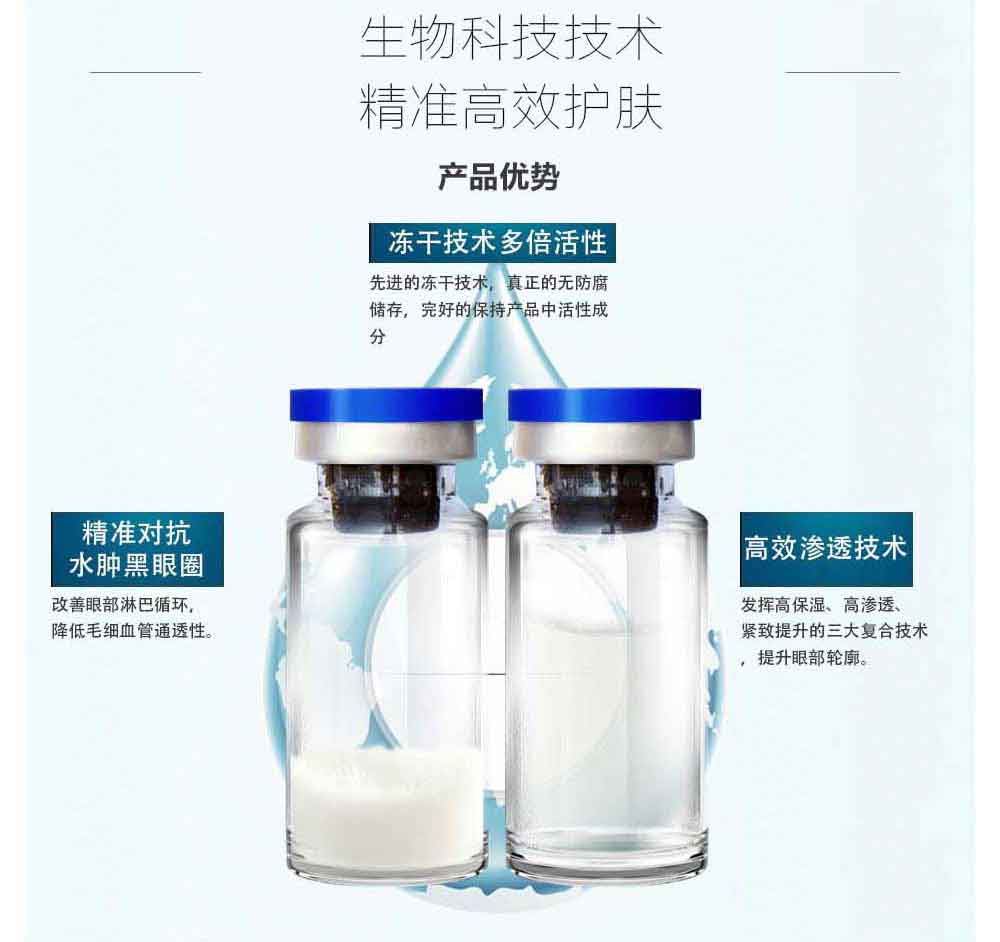 生物科技技术
精准高效护肤
产品优势
冻干技术多倍活性
先进的冻干技术，真正的无防腐
储存，完好的保持产品中活性成
分
精准对抗
水肿黑眼圈
改善眼部淋巴循环,
降低毛细血管通透性。
高效渗透技术
发挥高保湿、高渗透、
紧致提升的三大复合技术
，提升眼部轮廓。